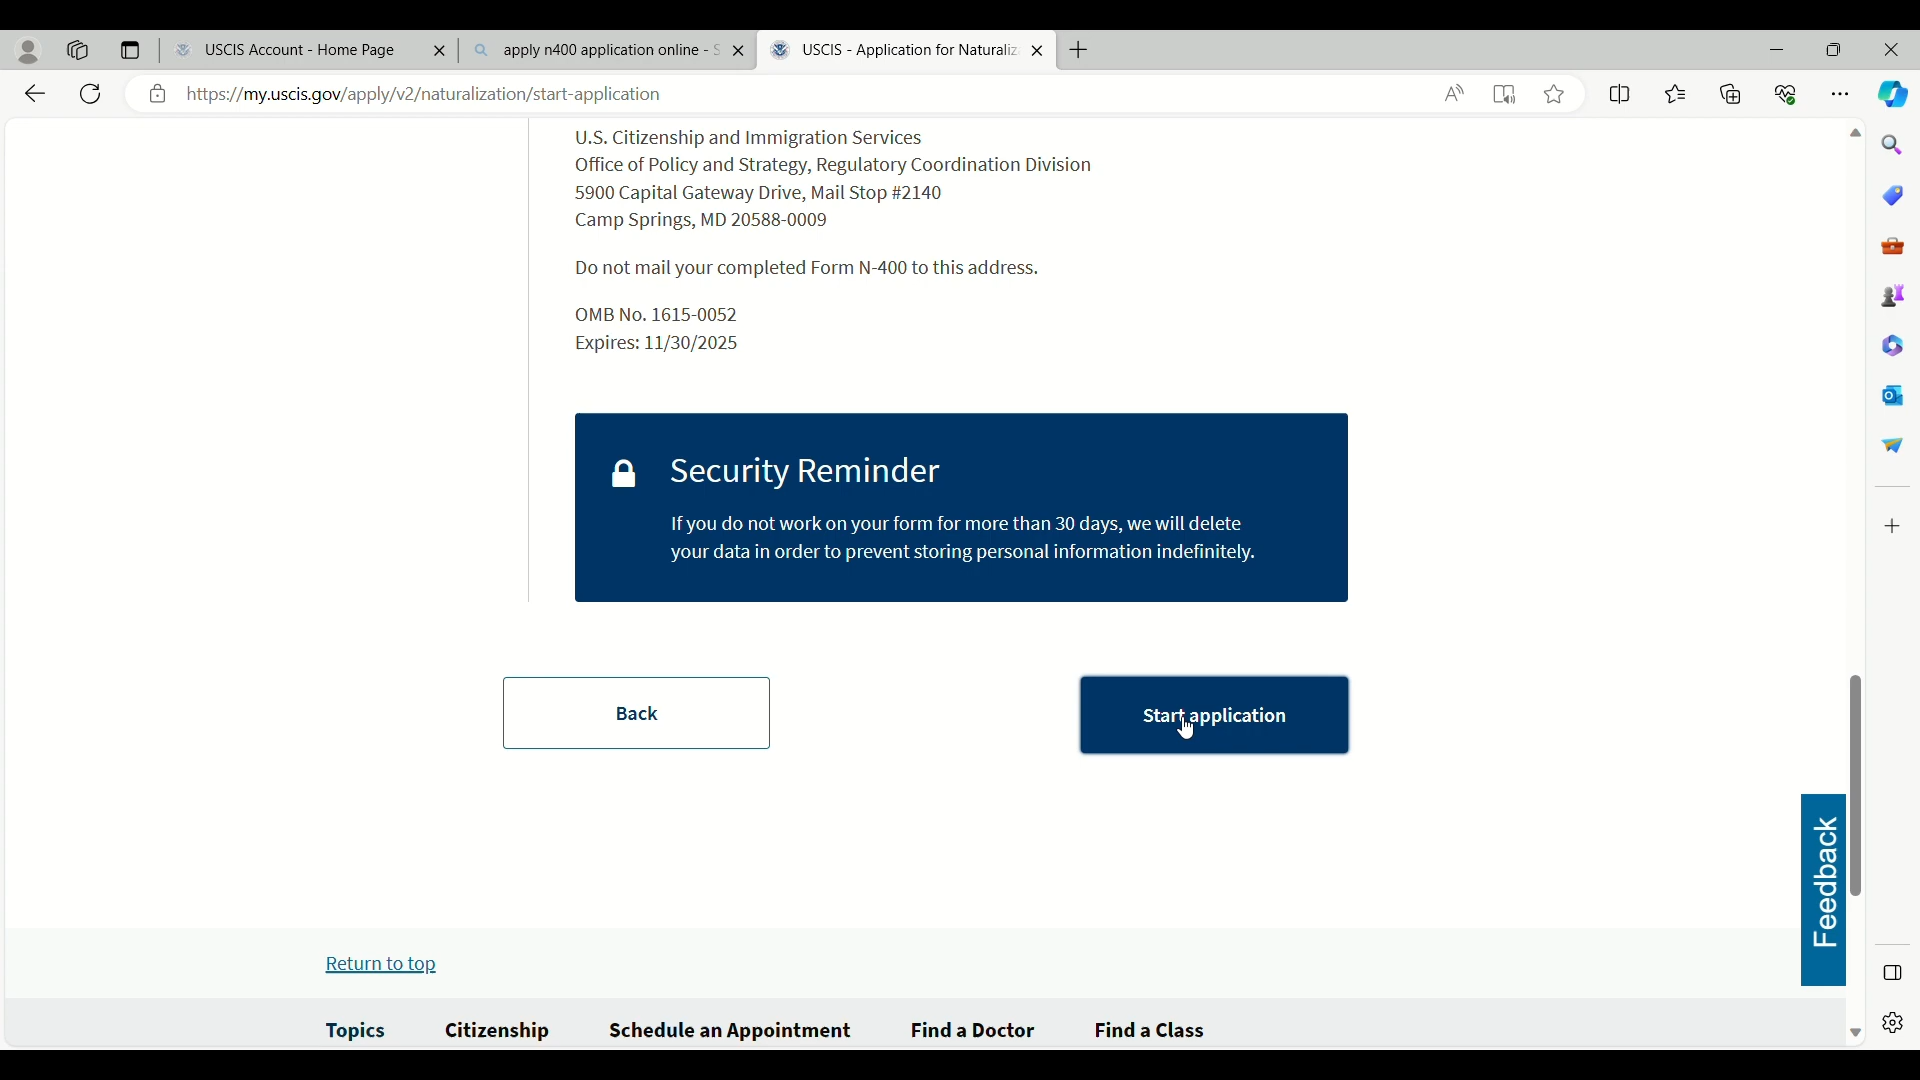 USCIS Account - Home Page
apply n400 application online - S
USCIS - Application for Naturaliz
https://my.uscis.gov/apply/v2/naturalization/start-application
U.S. Citizenship and Immigration Services
Office of Policy and Strategy, Regulatory Coordination Division
5900 Capital Gateway Drive, Mail Stop #2140
Camp Springs, MD 20588-0009
Do not mail your completed Form N-400 to this address.
OMB No. 1615-0052
Expires: 11/30/2025
Security Reminder
If you do not work on your form for more than 30 days, we will delete
your data in order to prevent storing personal information indefinitely.
Back
Start application
Feedback
Return to top
Topics
Citizenship
Schedule an Appointment
Find a Doctor
Find a Class